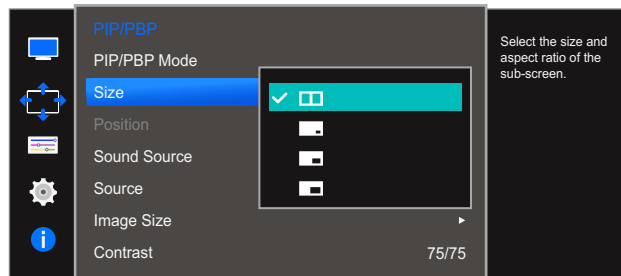 PIP/PBP
PIP/PBP Mode
Size
Position
Sound Source
Source
Image Size
Contrast 75/75
Select the size and
aspect ratio of the
sub-screen.